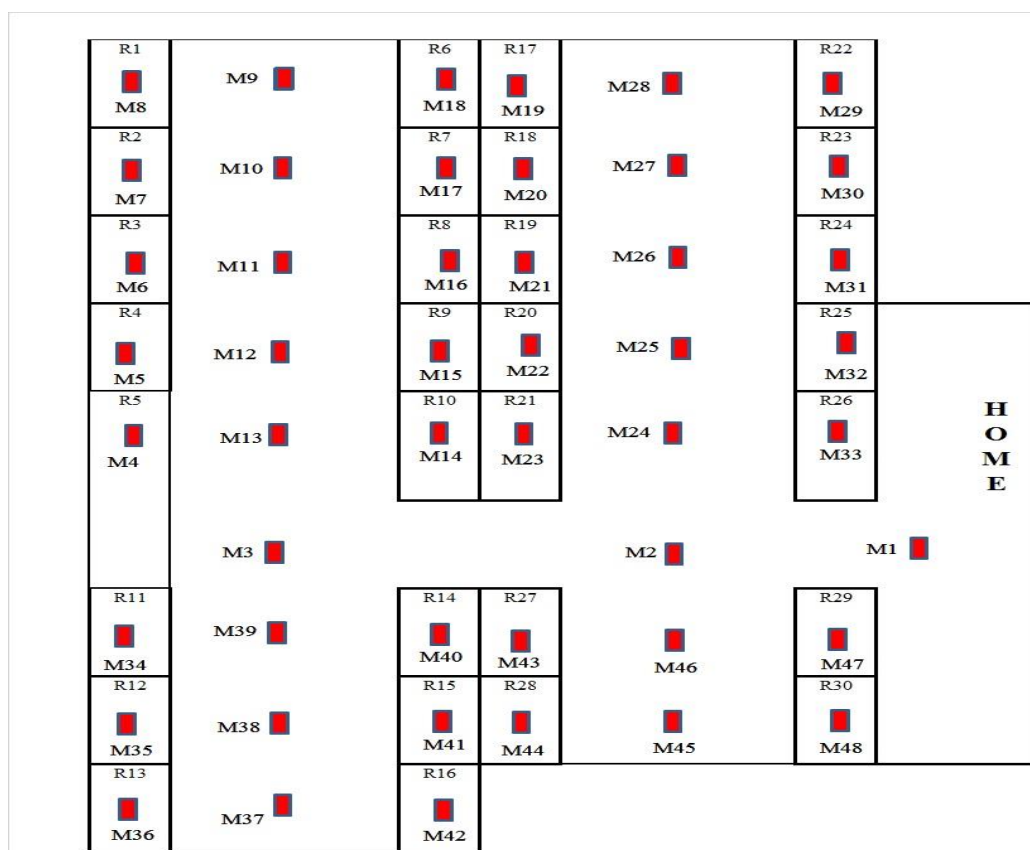 R1 R6 R17 R22
M9 M28
M8 M18 M19 M29
R2 R7 R18 R23
M10 M27
M7 M17 M20 M30
R3 R8 R19 R24
M11 M26
M6 M16 M21 M31
R4 R9 R20 R25
M12 M25
M5 M15 M22 M32
R5 R10 R21 R26
M13 M24
M4 M14 M23 M33
HOME
M3 M2 M1
R11 R14 R27 R29
M39
M34 M40 M43 M46 M47
R12 R15 R28 R30
M38
M35 M41 M44 M45 M48
R13 R16
M37
M36 M42